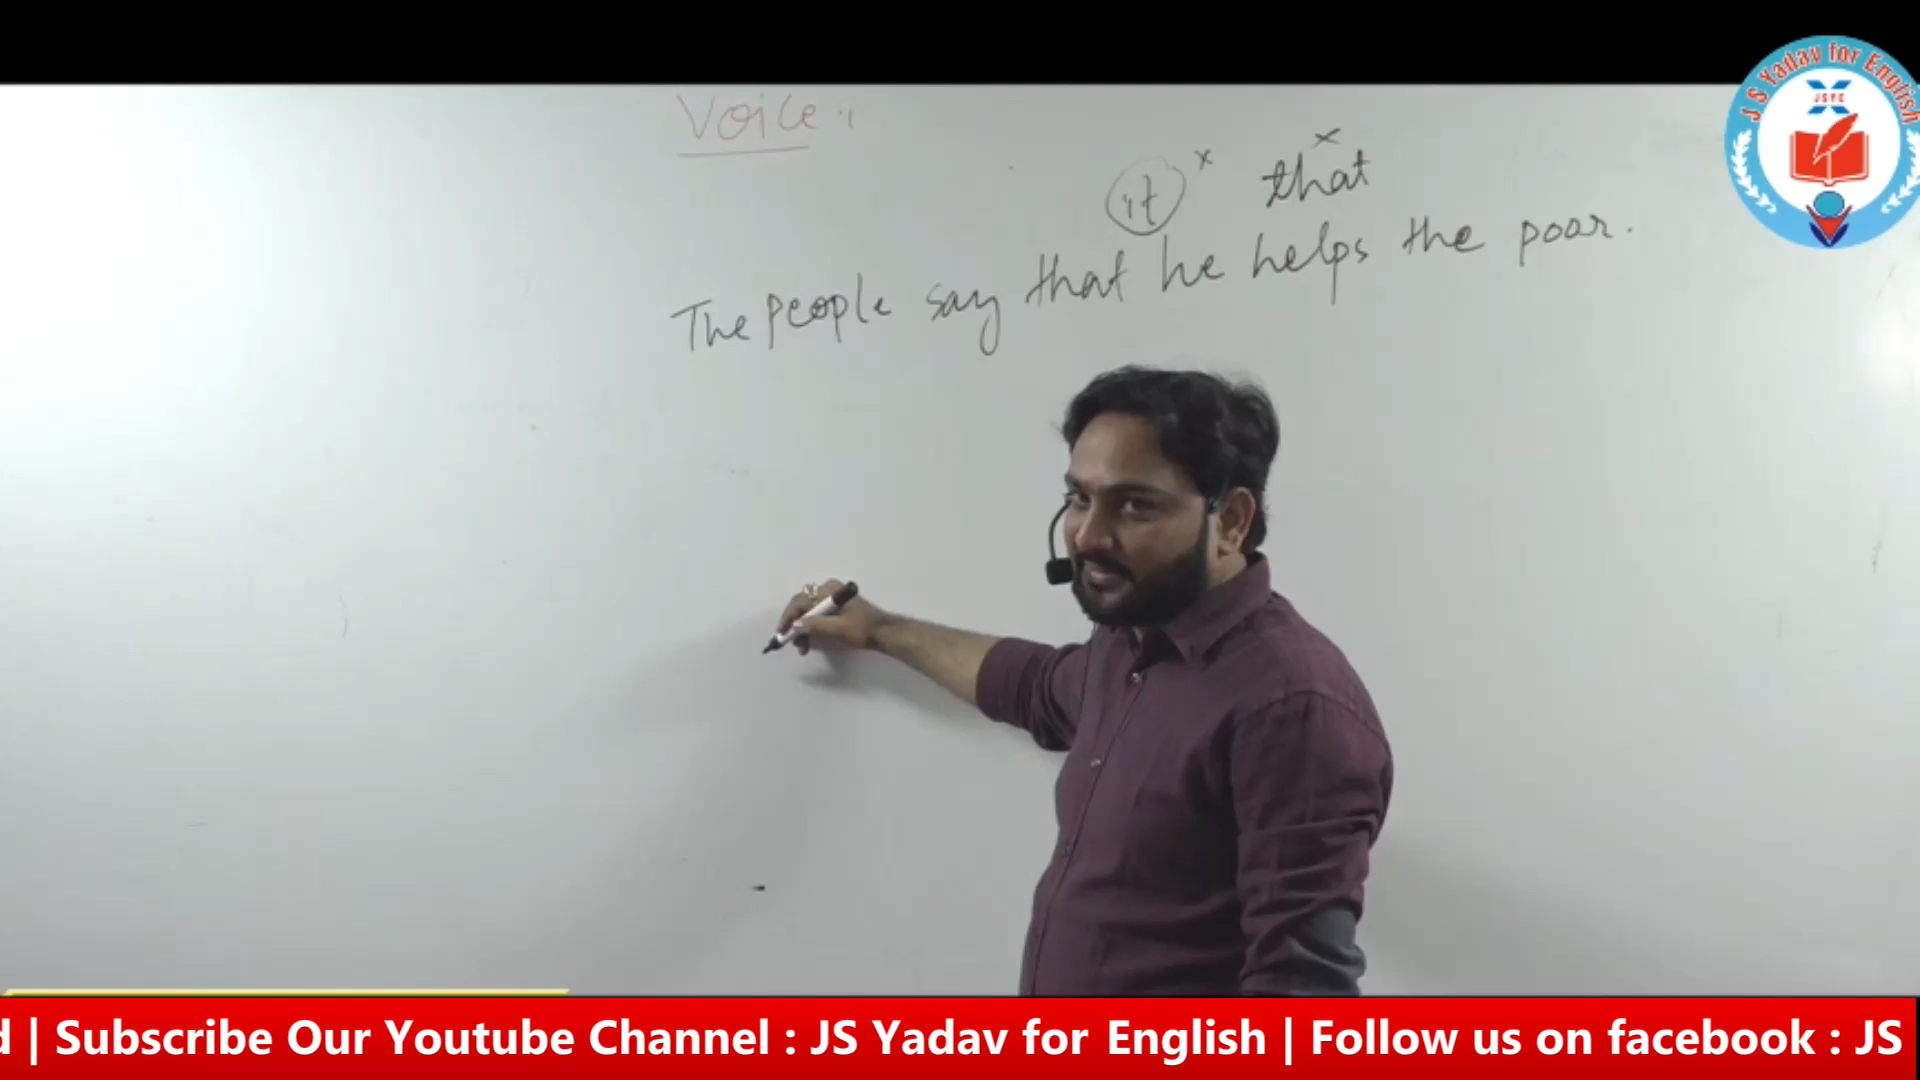 Voice :
it x that x
The people say that he helps the poor.
J S Yadav for English
JSYE
d | Subscribe Our Youtube Channel : JS Yadav for English | Follow us on facebook : JS